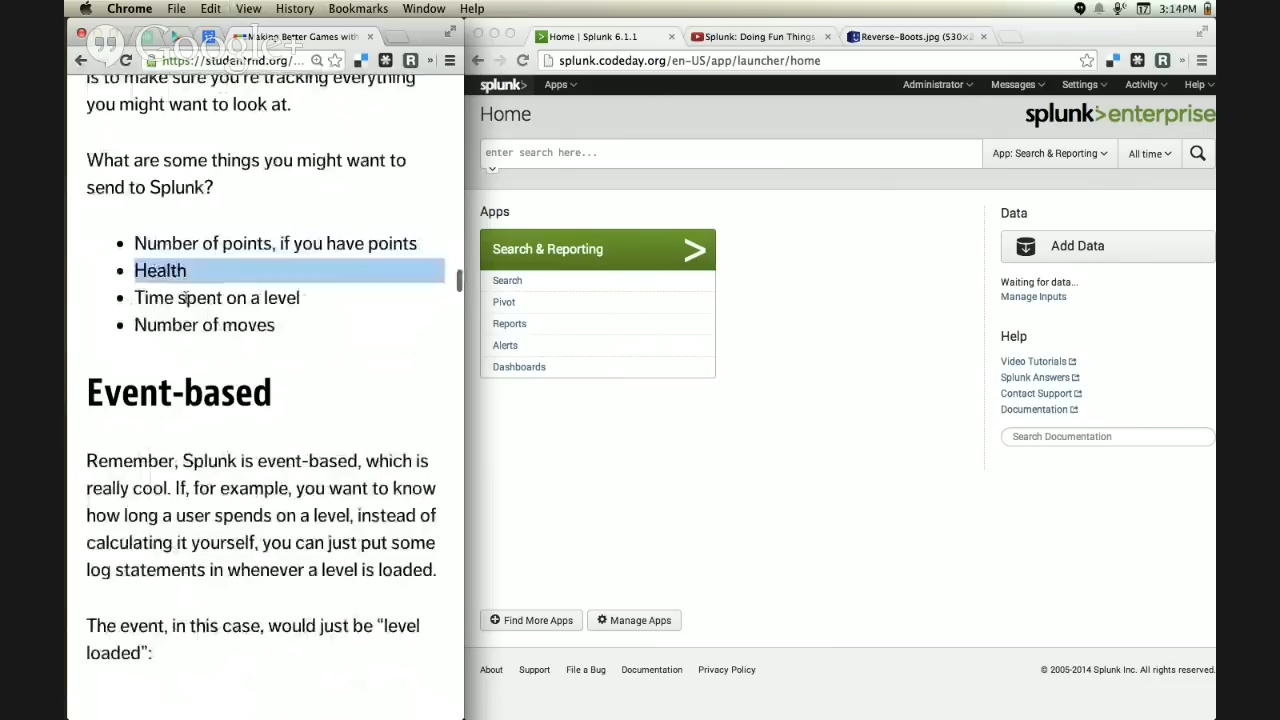 Chrome File Edit View History Bookmarks Window Help 17 3:14PM
Making Better Games with
Google+
https://studentrnd.org/...
is to make sure you're tracking everything
you might want to look at.
What are some things you might want to
send to Splunk?
Number of points, if you have points
Health
Time spent on a level
Number of moves
Event-based
Remember, Splunk is event-based, which is
really cool. If, for example, you want to know
how long a user spends on a level, instead of
calculating it yourself, you can just put some
log statements in whenever a level is loaded.
The event, in this case, would just be “level
loaded”:
Home | Splunk 6.1.1 Splunk: Doing Fun Things Reverse-Boots.jpg (530×2
splunk.codeday.org/en-US/app/launcher/home
splunk> Apps Administrator Messages Settings Activity Help
Home splunk>enterprise
enter search here... App: Search & Reporting All time
Apps
Search & Reporting >
Search
Pivot
Reports
Alerts
Dashboards
Data
Add Data
Waiting for data...
Manage Inputs
Help
Video Tutorials
Splunk Answers
Contact Support
Documentation
Search Documentation
Find More Apps Manage Apps
About Support File a Bug Documentation Privacy Policy © 2005-2014 Splunk Inc. All rights reserved.